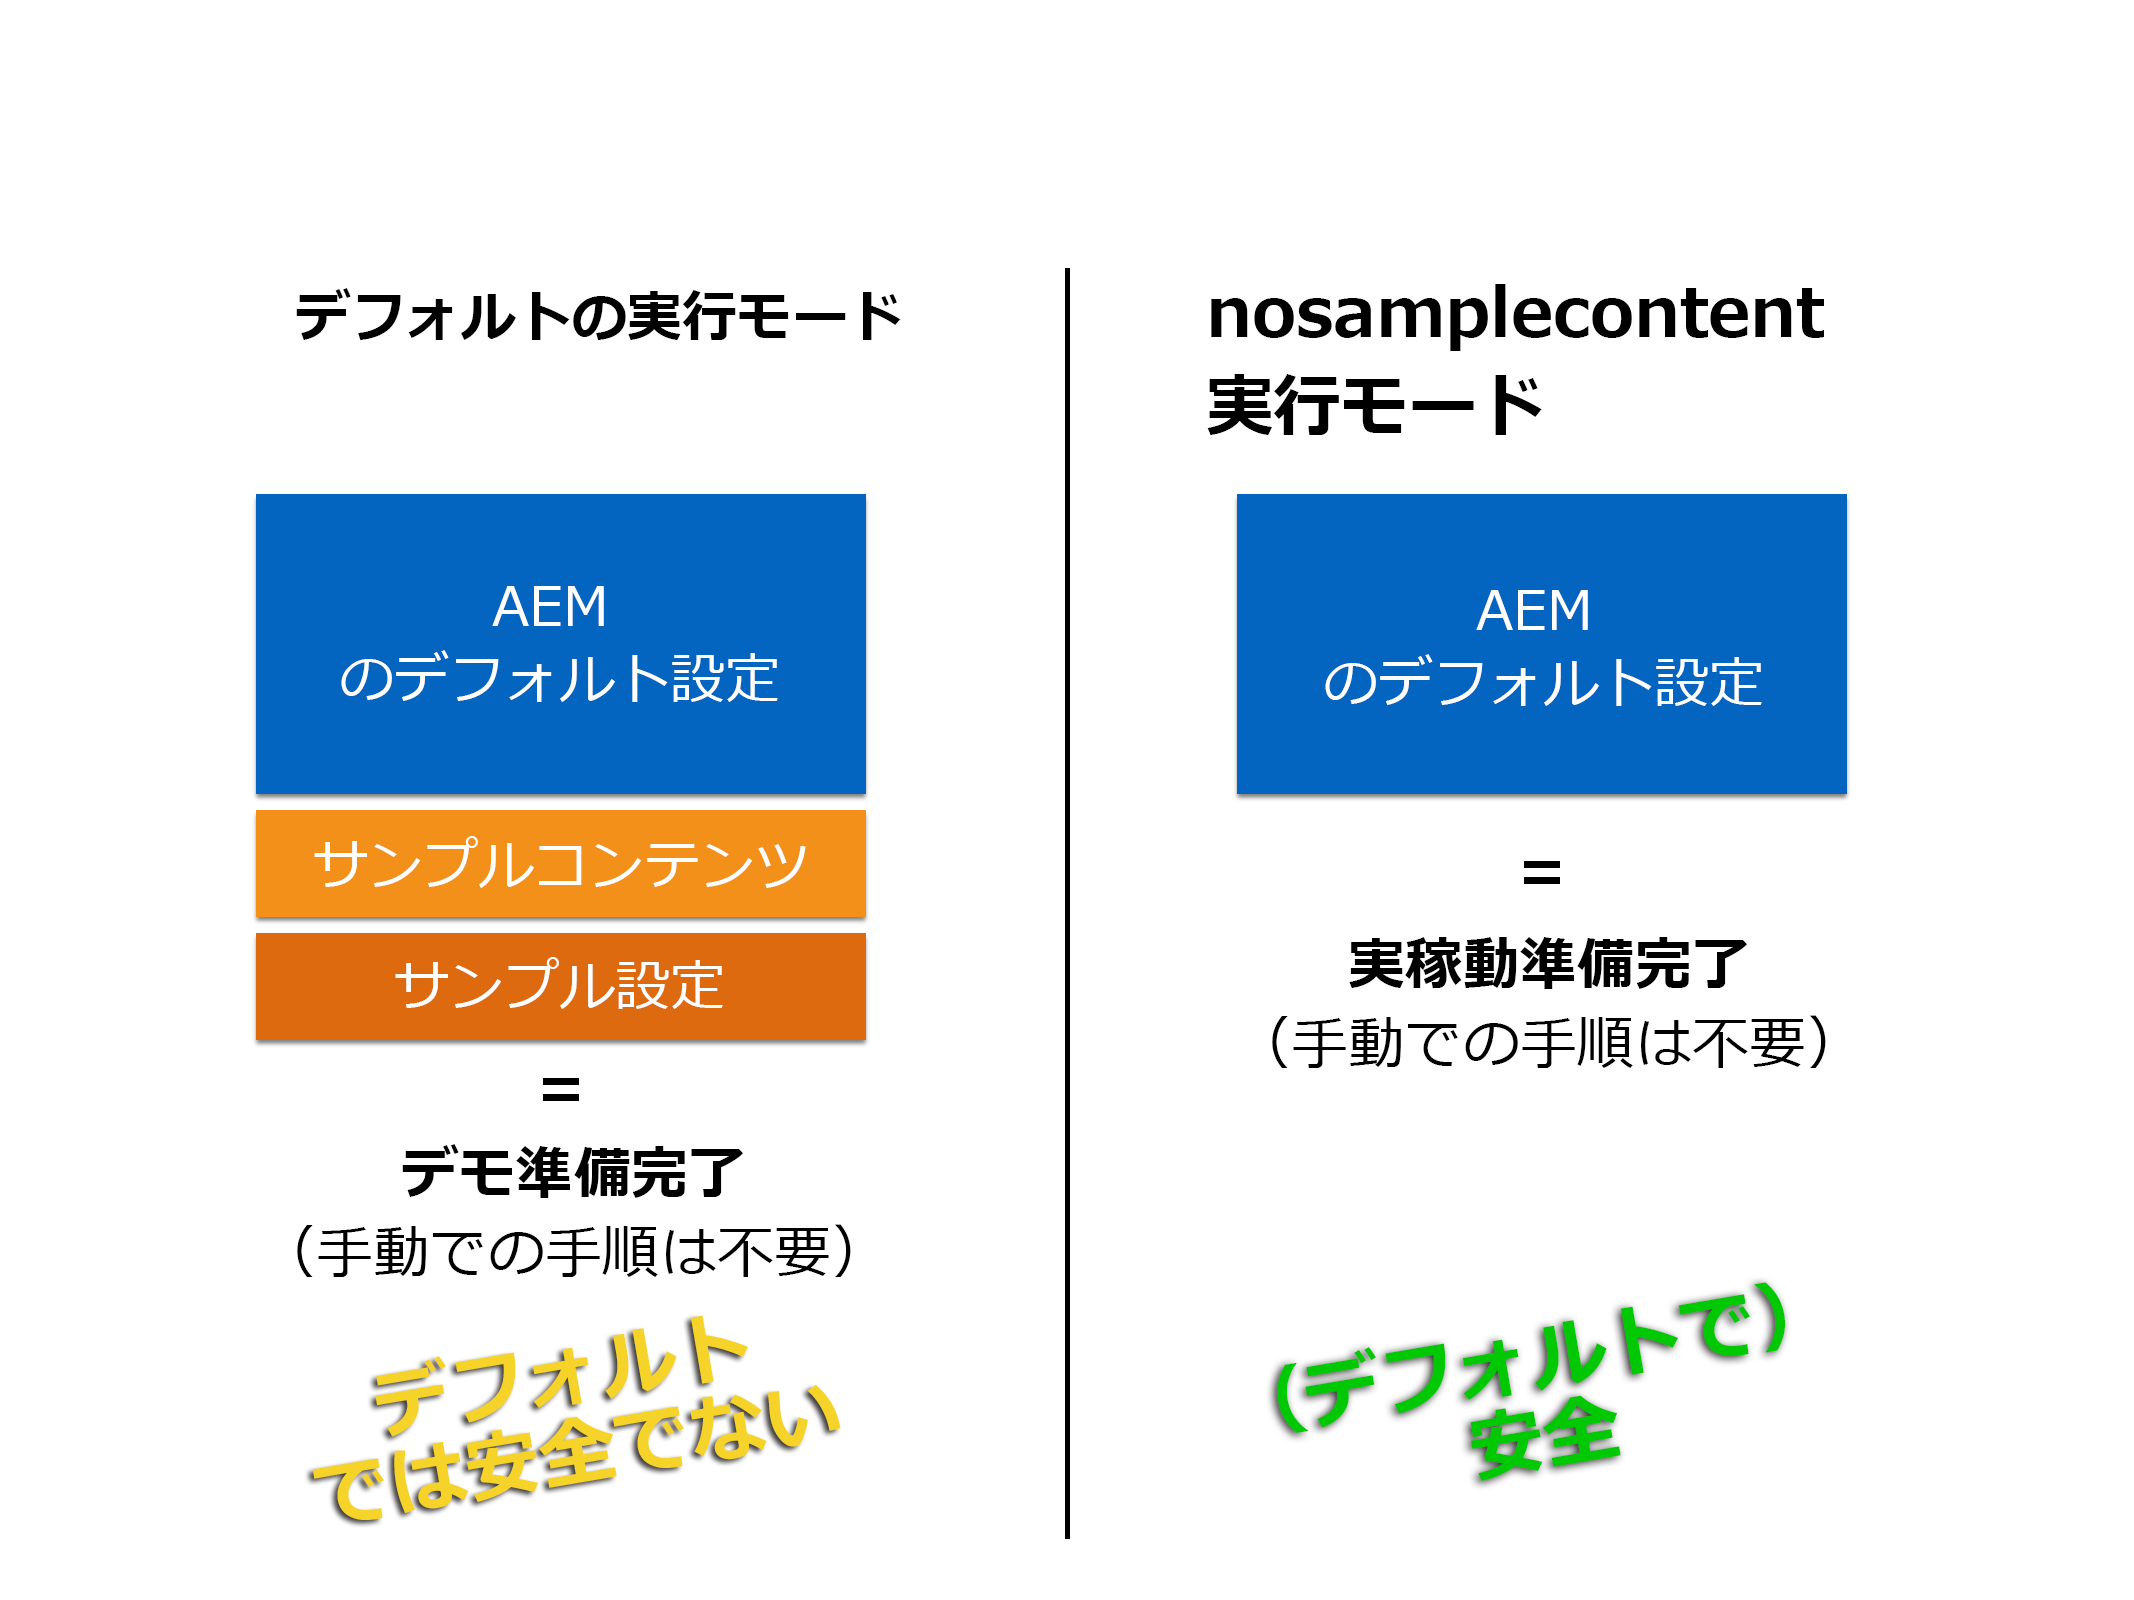 デフォルトの実行モード
AEM
のデフォルト設定
サンプルコンテンツ
サンプル設定
=
デモ準備完了
（手動での手順は不要）
デフォルト
では安全でない
nosamplecontent
実行モード
AEM
のデフォルト設定
=
実稼動準備完了
（手動での手順は不要）
（デフォルトで）
安全